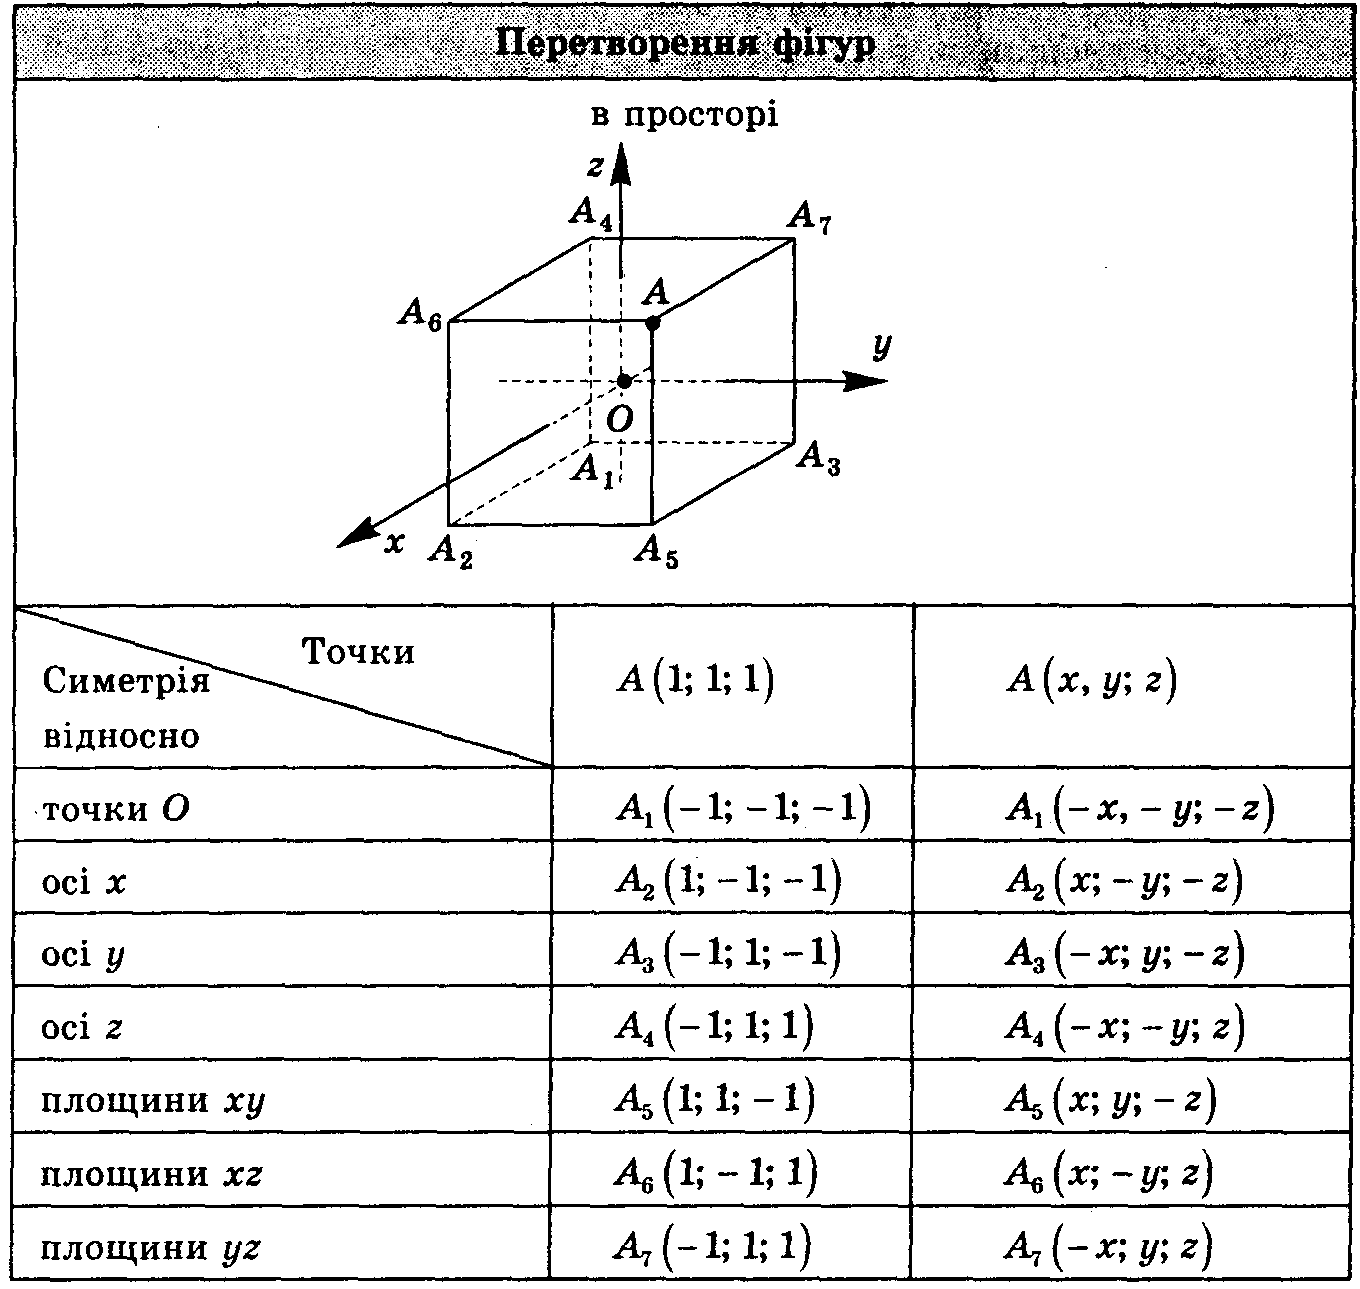 Перетворення фігур
в просторі
z
A₄
A₇
A₆
A
y
O
A₁
A₃
x
A₂
A₅
Точки
Симетрія
відносно
A(1; 1; 1)
A(x, y; z)
точки O
A₁(−1; −1; −1)
A₁(−x, −y; −z)
осі x
A₂(1; −1; −1)
A₂(x; −y; −z)
осі y
A₃(−1; 1; −1)
A₃(−x; y; −z)
осі z
A₄(−1; 1; 1)
A₄(−x; −y; z)
площини xy
A₅(1; 1; −1)
A₅(x; y; −z)
площини xz
A₆(1; −1; 1)
A₆(x; −y; z)
площини yz
A₇(−1; 1; 1)
A₇(−x; y; z)